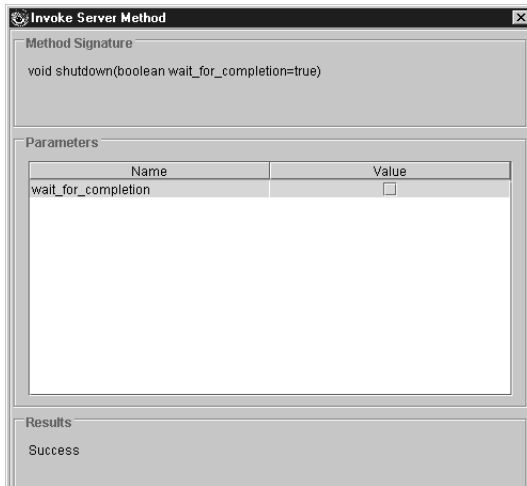 Invoke Server Method
Method Signature
void shutdown(boolean wait_for_completion=true)
Parameters
Name Value
wait_for_completion
Results
Success